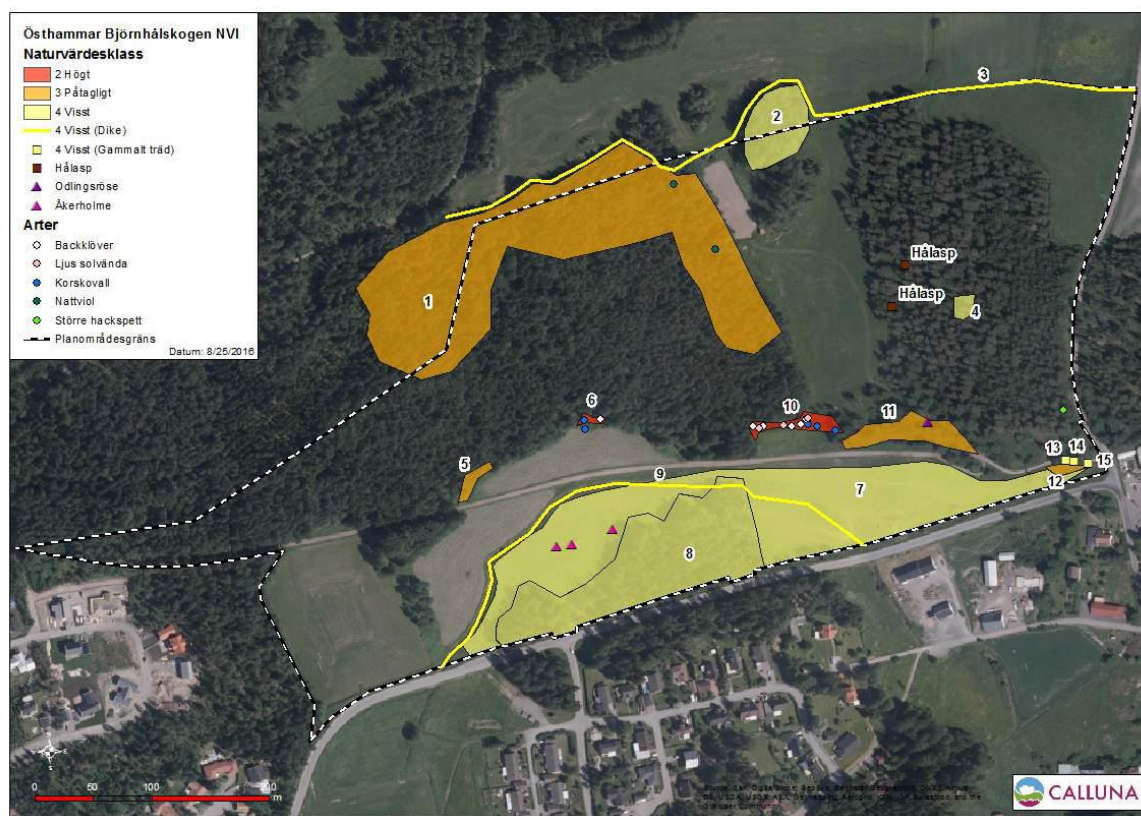 Östhammar Björnhålskogen NVI
Naturvärdesklass
2 Högt
3 Påtagligt
4 Visst
4 Visst (Dike)
4 Visst (Gammalt träd)
Hålasp
Odlingsröse
Åkerholme
Arter
Backklöver
Ljus solvända
Korskovall
Nattviol
Större hackspett
Planområdesgräns
Datum: 8/25/2016
3
2
Hålasp
1
Hålasp
4
6
10
11
13
14
15
5
9
12
7
8
0
50
100
m
CALLUNA